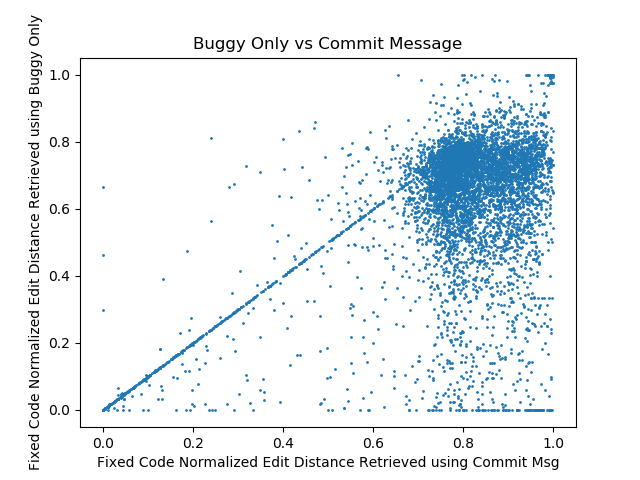 Buggy Only vs Commit Message
Fixed Code Normalized Edit Distance Retrieved using Buggy Only
1.0
0.8
0.6
0.4
0.2
0.0
0.0 0.2 0.4 0.6 0.8 1.0
Fixed Code Normalized Edit Distance Retrieved using Commit Msg